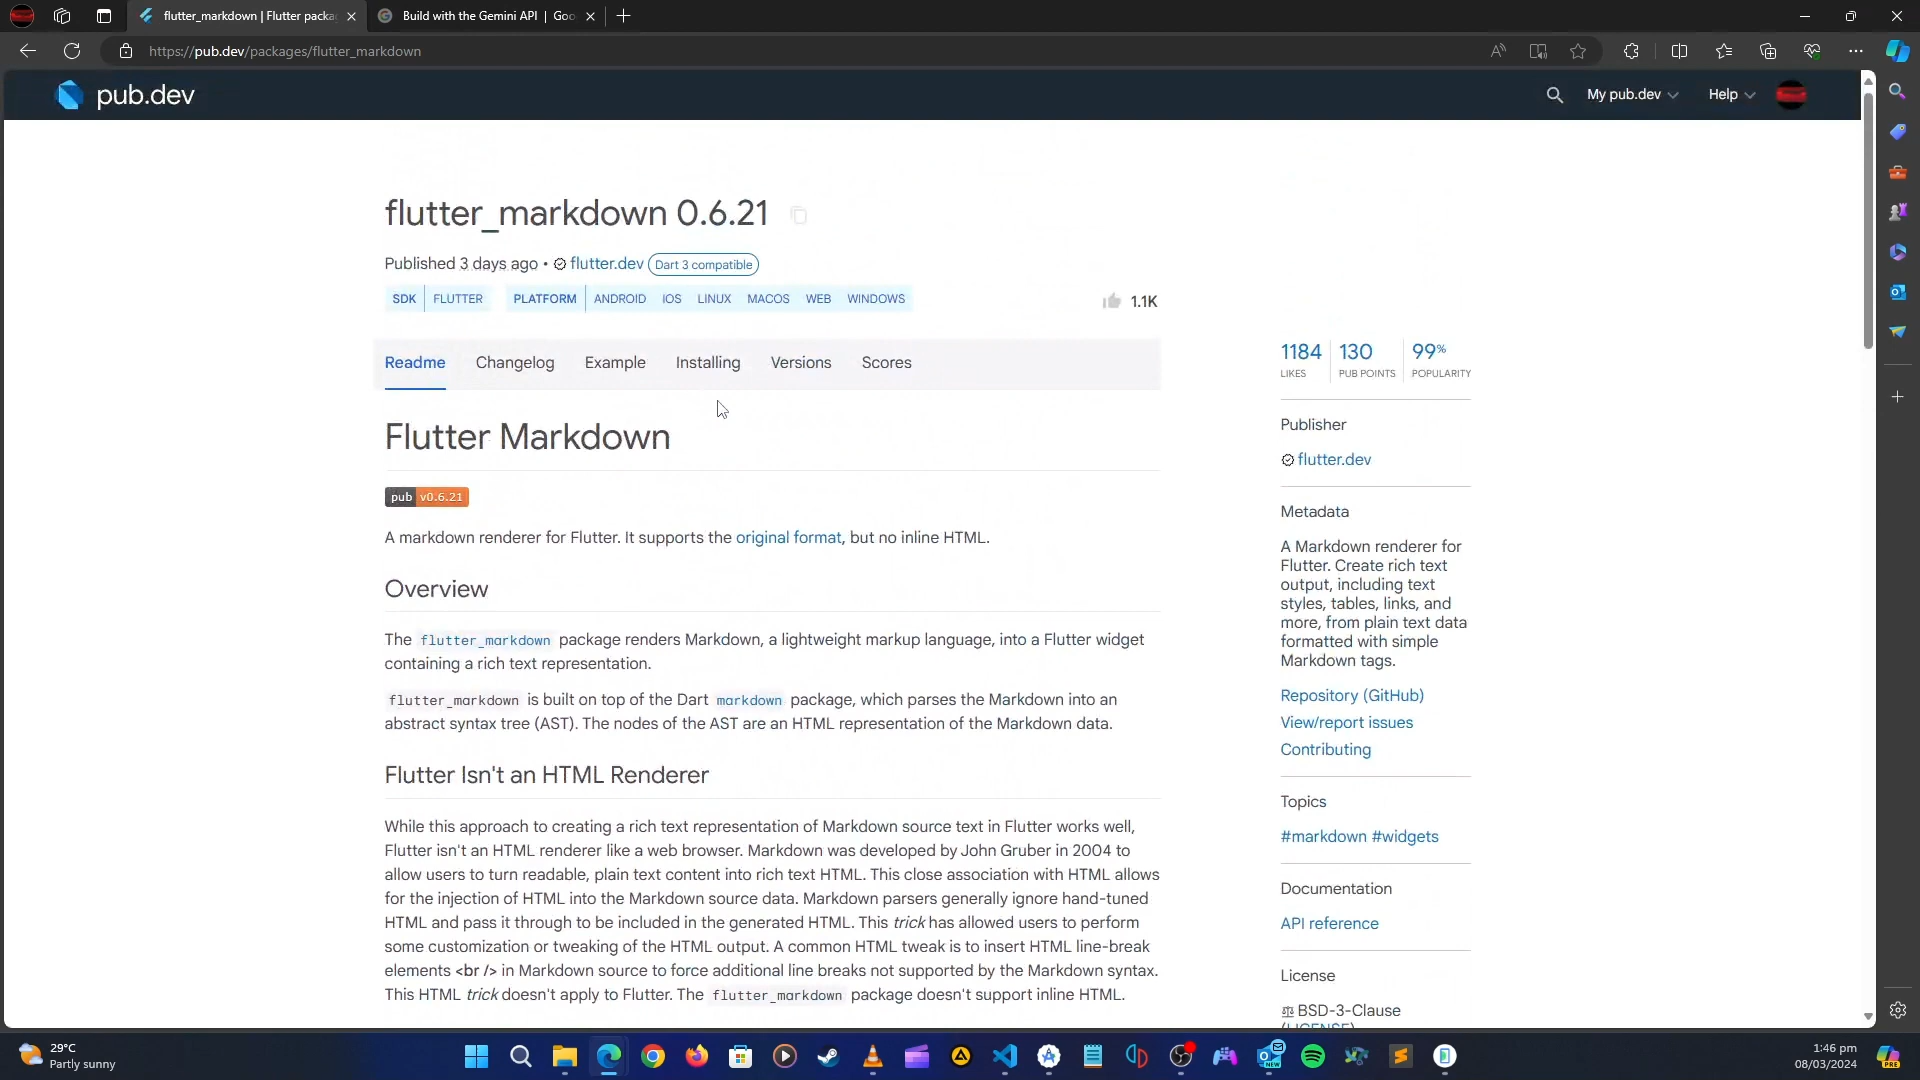 flutter_markdown | Flutter packa
Build with the Gemini API | Goo
https://pub.dev/packages/flutter_markdown
pub.dev
My pub.dev
Help
flutter_markdown 0.6.21
Published 3 days ago • flutter.dev Dart 3 compatible
SDK FLUTTER PLATFORM ANDROID IOS LINUX MACOS WEB WINDOWS
1.1K
Readme Changelog Example Installing Versions Scores
Flutter Markdown
pub v0.6.21
A markdown renderer for Flutter. It supports the original format, but no inline HTML.
Overview
The flutter_markdown package renders Markdown, a lightweight markup language, into a Flutter widget
containing a rich text representation.
flutter_markdown is built on top of the Dart markdown package, which parses the Markdown into an
abstract syntax tree (AST). The nodes of the AST are an HTML representation of the Markdown data.
Flutter Isn't an HTML Renderer
While this approach to creating a rich text representation of Markdown source text in Flutter works well,
Flutter isn't an HTML renderer like a web browser. Markdown was developed by John Gruber in 2004 to
allow users to turn readable, plain text content into rich text HTML. This close association with HTML allows
for the injection of HTML into the Markdown source data. Markdown parsers generally ignore hand-tuned
HTML and pass it through to be included in the generated HTML. This trick has allowed users to perform
some customization or tweaking of the HTML output. A common HTML tweak is to insert HTML line-break
elements <br /> in Markdown source to force additional line breaks not supported by the Markdown syntax.
This HTML trick doesn't apply to Flutter. The flutter_markdown package doesn't support inline HTML.
1184 130 99%
LIKES PUB POINTS POPULARITY
Publisher
flutter.dev
Metadata
A Markdown renderer for
Flutter. Create rich text
output, including text
styles, tables, links, and
more, from plain text data
formatted with simple
Markdown tags.
Repository (GitHub)
View/report issues
Contributing
Topics
#markdown #widgets
Documentation
API reference
License
BSD-3-Clause
(LICENSE)
29°C
Partly sunny
1:46 pm
08/03/2024